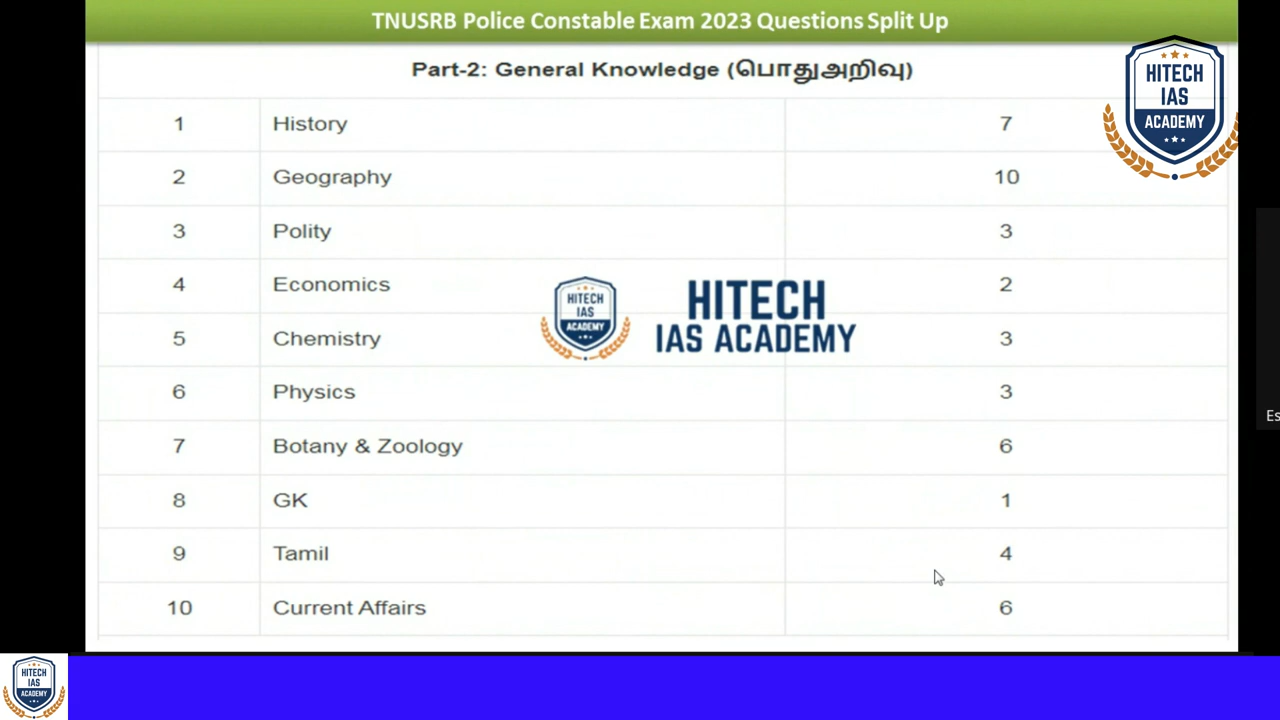 TNUSRB Police Constable Exam 2023 Questions Split Up
Part-2: General Knowledge (பொதுஅறிவு)
HITECH
IAS
ACADEMY
1 History 7
2 Geography 10
3 Polity 3
4 Economics 2
HITECH
IAS
ACADEMY
HITECH
IAS ACADEMY
5 Chemistry 3
6 Physics 3
7 Botany & Zoology 6
8 GK 1
9 Tamil 4
10 Current Affairs 6
HITECH
IAS
ACADEMY